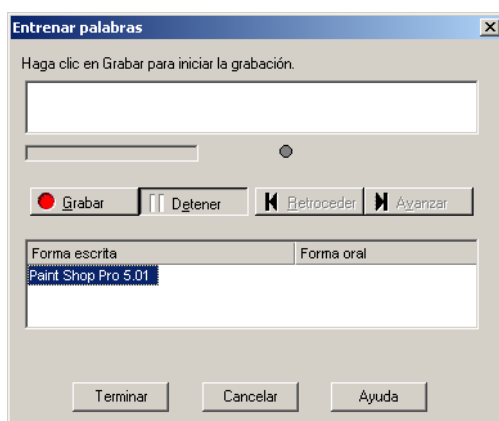 Entrenar palabras
Haga clic en Grabar para iniciar la grabación.
Grabar Detener Retroceder Avanzar
Forma escrita Forma oral
Paint Shop Pro 5.01
Terminar Cancelar Ayuda